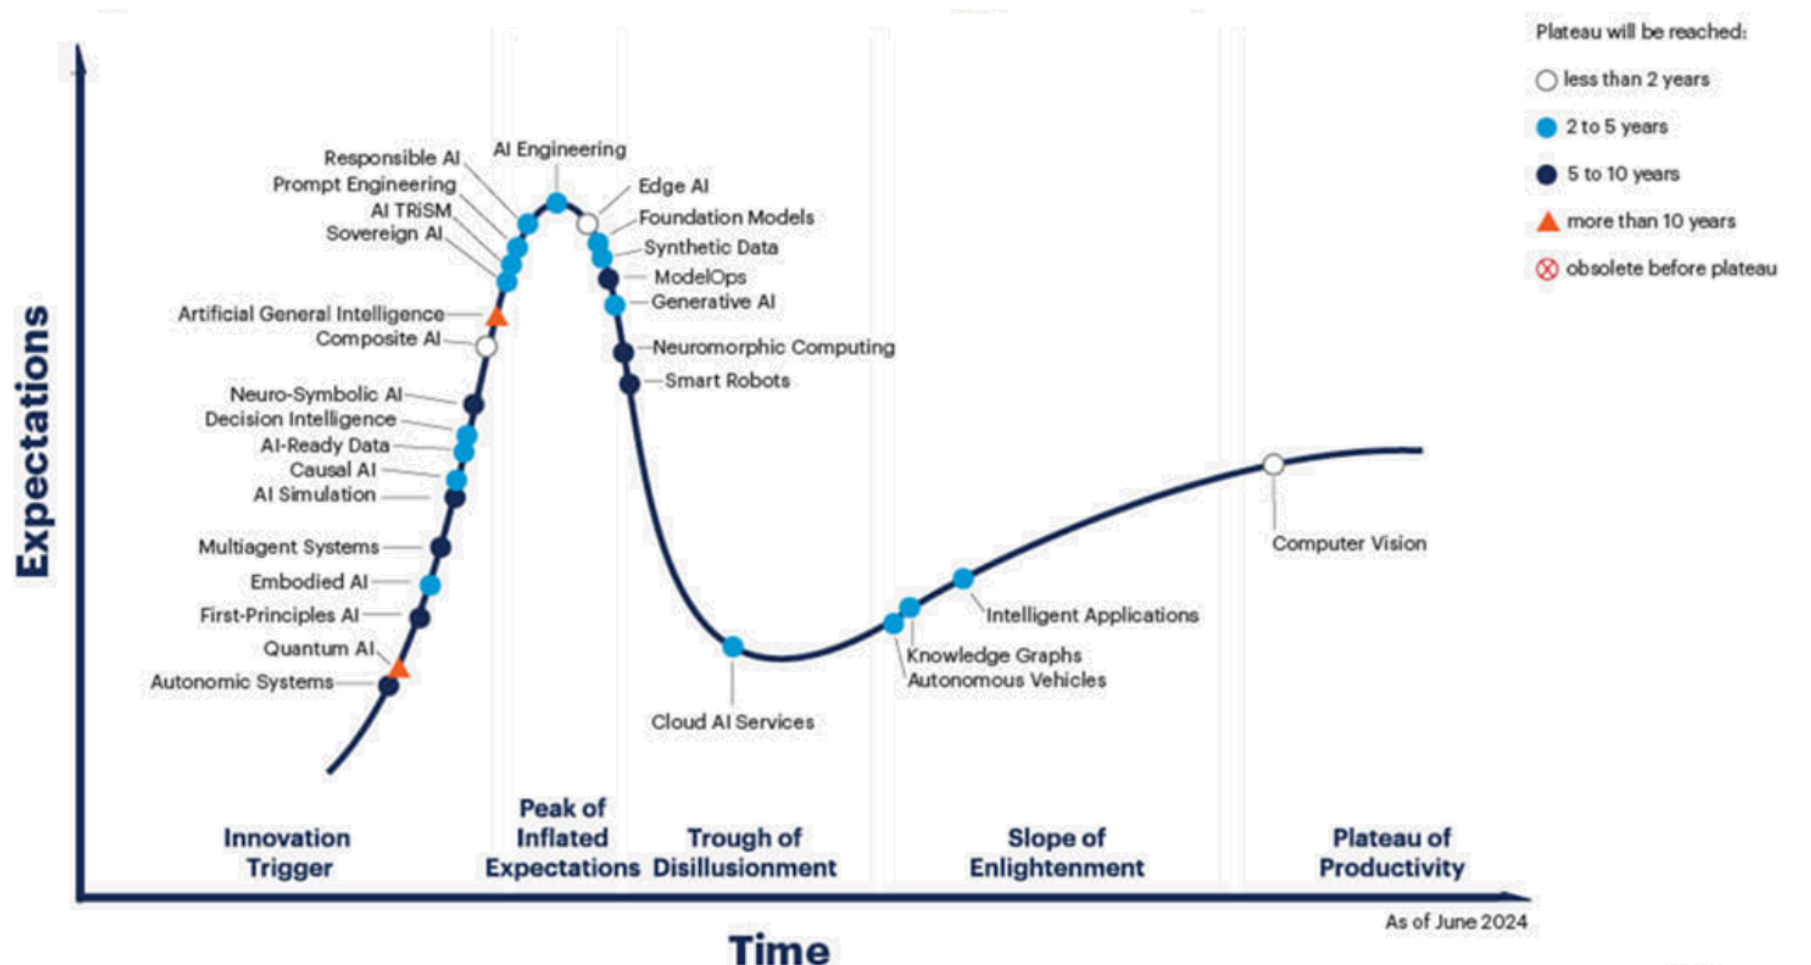 Plateau will be reached:
less than 2 years
2 to 5 years
5 to 10 years
more than 10 years
obsolete before plateau
Expectations
AI Engineering
Responsible AI
Prompt Engineering
AI TRiSM
Sovereign AI
Artificial General Intelligence
Composite AI
Neuro-Symbolic AI
Decision Intelligence
AI-Ready Data
Causal AI
AI Simulation
Multiagent Systems
Embodied AI
First-Principles AI
Quantum AI
Autonomic Systems
Edge AI
Foundation Models
Synthetic Data
ModelOps
Generative AI
Neuromorphic Computing
Smart Robots
Cloud AI Services
Intelligent Applications
Knowledge Graphs
Autonomous Vehicles
Computer Vision
Innovation
Trigger
Peak of
Inflated
Expectations
Trough of
Disillusionment
Slope of
Enlightenment
Plateau of
Productivity
As of June 2024
Time